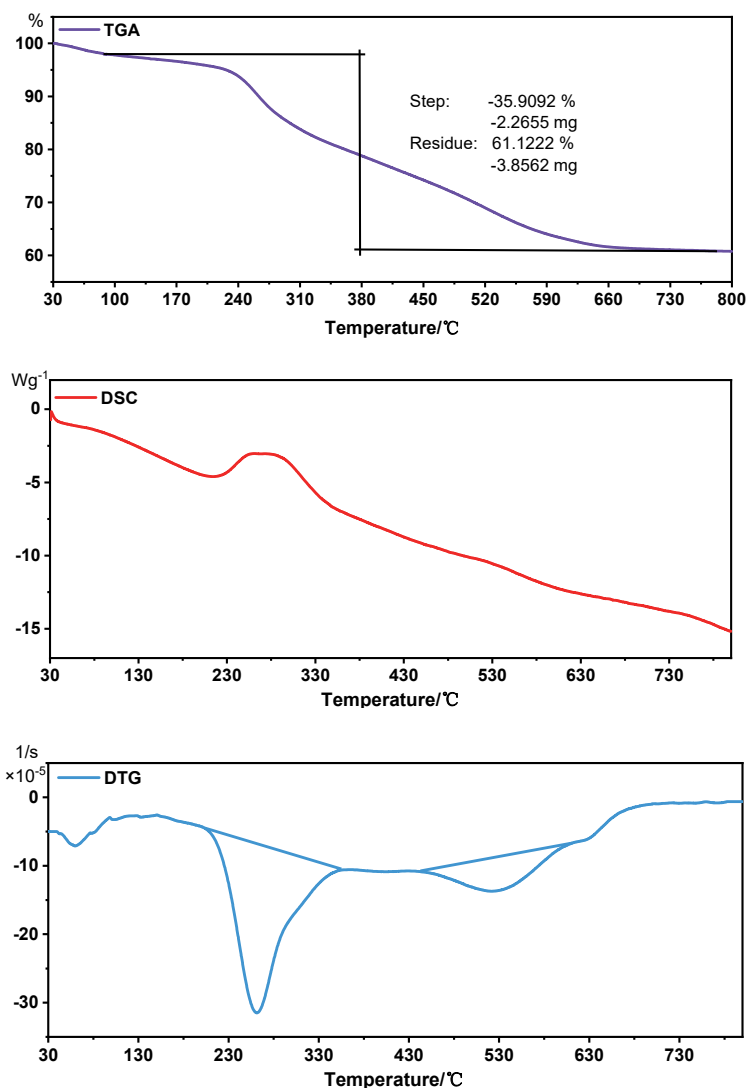 %
TGA
100
90
80
70
60
Step: -35.9092 %
-2.2655 mg
Residue: 61.1222 %
-3.8562 mg
30 100 170 240 310 380 450 520 590 660 730 800
Temperature/℃
Wg⁻¹
DSC
0
-5
-10
-15
30 130 230 330 430 530 630 730
Temperature/℃
1/s
×10⁻⁵
DTG
0
-10
-20
-30
30 130 230 330 430 530 630 730
Temperature/℃